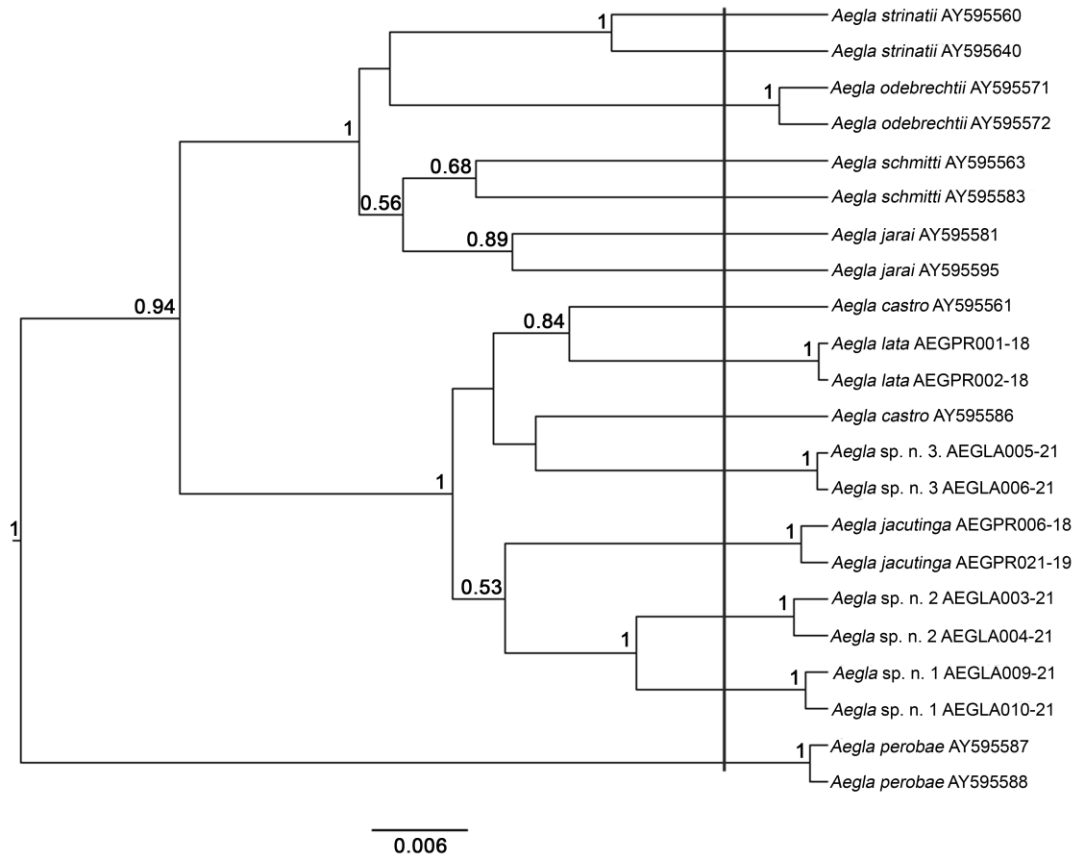 1
Aegla strinatii AY595560
Aegla strinatii AY595640
1
Aegla odebrechtii AY595571
Aegla odebrechtii AY595572
1
0.68
Aegla schmitti AY595563
Aegla schmitti AY595583
0.56
0.89
Aegla jarai AY595581
Aegla jarai AY595595
0.94
0.84
Aegla castro AY595561
1
Aegla lata AEGPR001-18
Aegla lata AEGPR002-18
Aegla castro AY595586
1
Aegla sp. n. 3. AEGLA005-21
Aegla sp. n. 3 AEGLA006-21
1
1
1
Aegla jacutinga AEGPR006-18
Aegla jacutinga AEGPR021-19
0.53
1
Aegla sp. n. 2 AEGLA003-21
Aegla sp. n. 2 AEGLA004-21
1
1
Aegla sp. n. 1 AEGLA009-21
Aegla sp. n. 1 AEGLA010-21
1
Aegla perobae AY595587
Aegla perobae AY595588
0.006